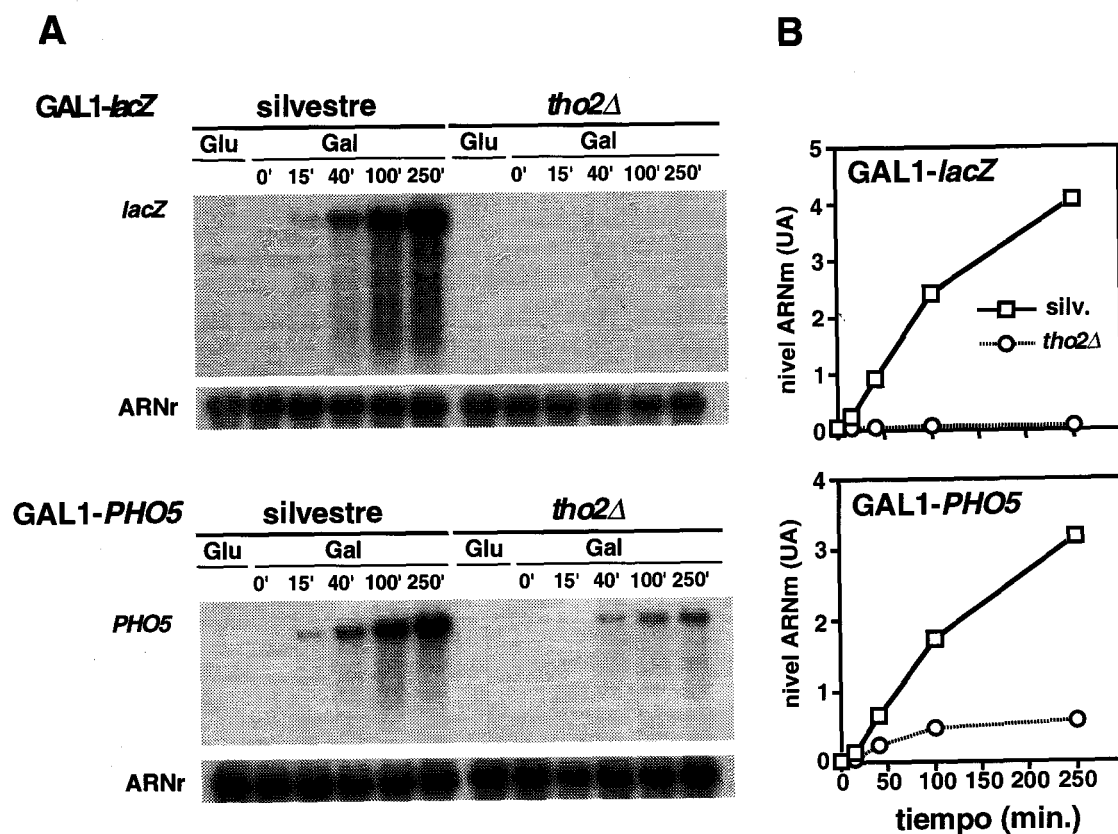 A
GAL1-lacZ
silvestre
tho2Δ
Glu
Gal
Glu
Gal
0' 15' 40' 100' 250' 0' 15' 40' 100' 250'
lacZ
ARNr
GAL1-PHO5
silvestre
tho2Δ
Glu
Gal
Glu
Gal
0' 15' 40' 100' 250' 0' 15' 40' 100' 250'
PHO5
ARNr
B
GAL1-lacZ
nivel ARNm (UA)
5
4
3
2
1
0
silv.
tho2Δ
GAL1-PHO5
nivel ARNm (UA)
4
3
2
1
0
0 50 100 150 200 250
tiempo (min.)